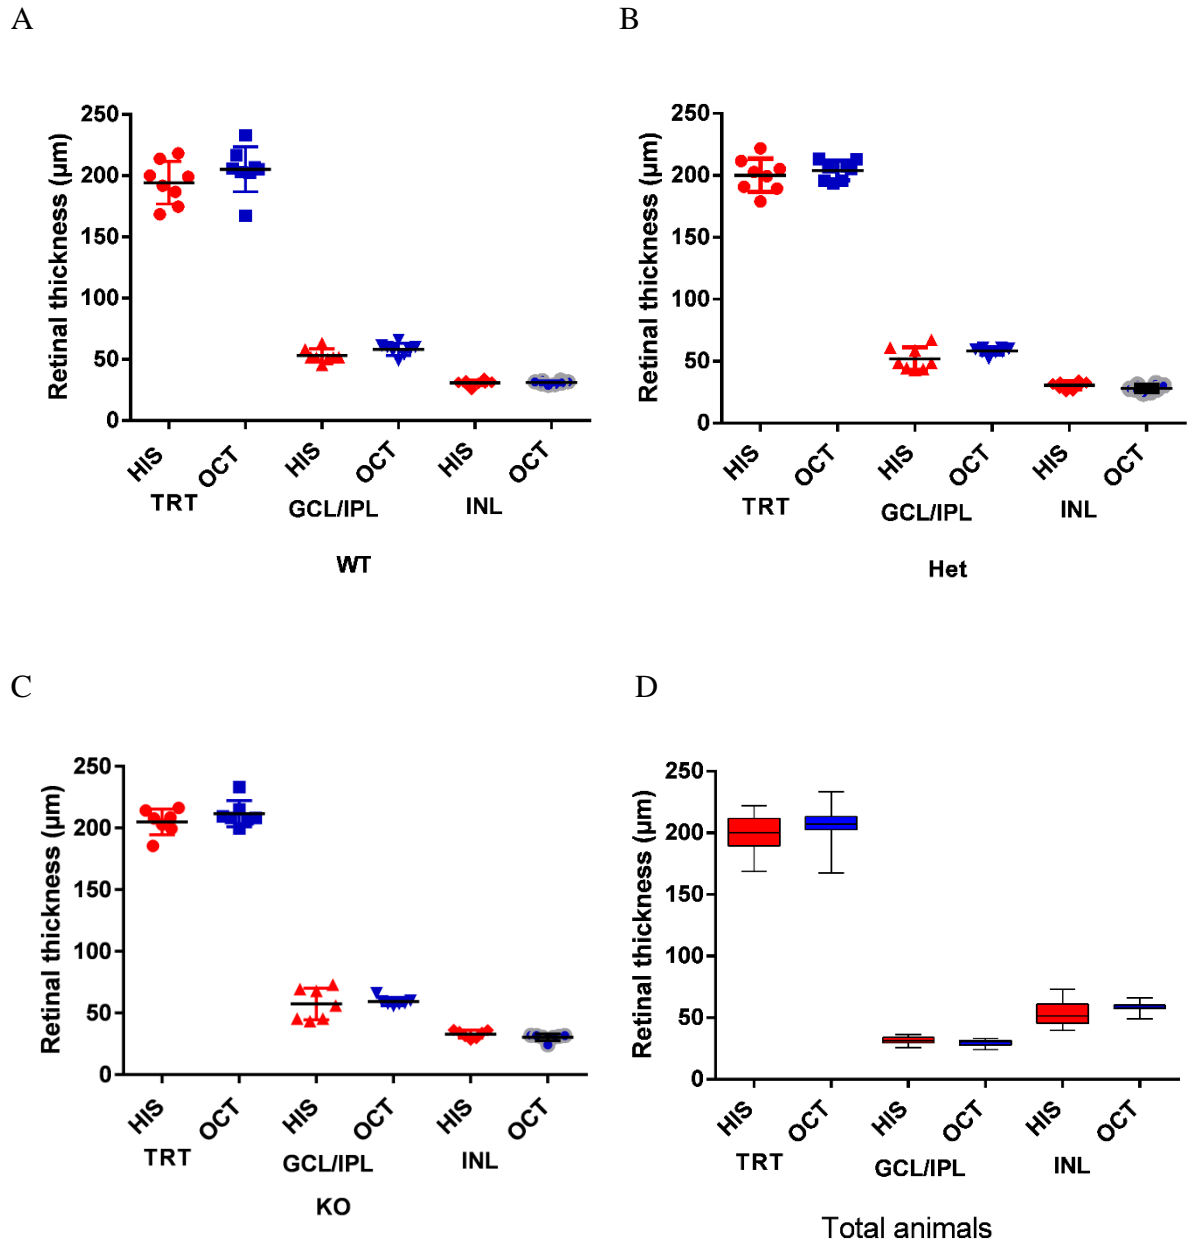 A
B
Retinal thickness (µm)
250
200
150
100
50
0
HIS
OCT
HIS
OCT
HIS
OCT
TRT
GCL/IPL
INL
WT
Retinal thickness (µm)
250
200
150
100
50
0
HIS
OCT
HIS
OCT
HIS
OCT
TRT
GCL/IPL
INL
Het
C
D
Retinal thickness (µm)
250
200
150
100
50
0
HIS
OCT
HIS
OCT
HIS
OCT
TRT
GCL/IPL
INL
KO
Retinal thickness (µm)
250
200
150
100
50
0
HIS
OCT
HIS
OCT
HIS
OCT
TRT
GCL/IPL
INL
Total animals